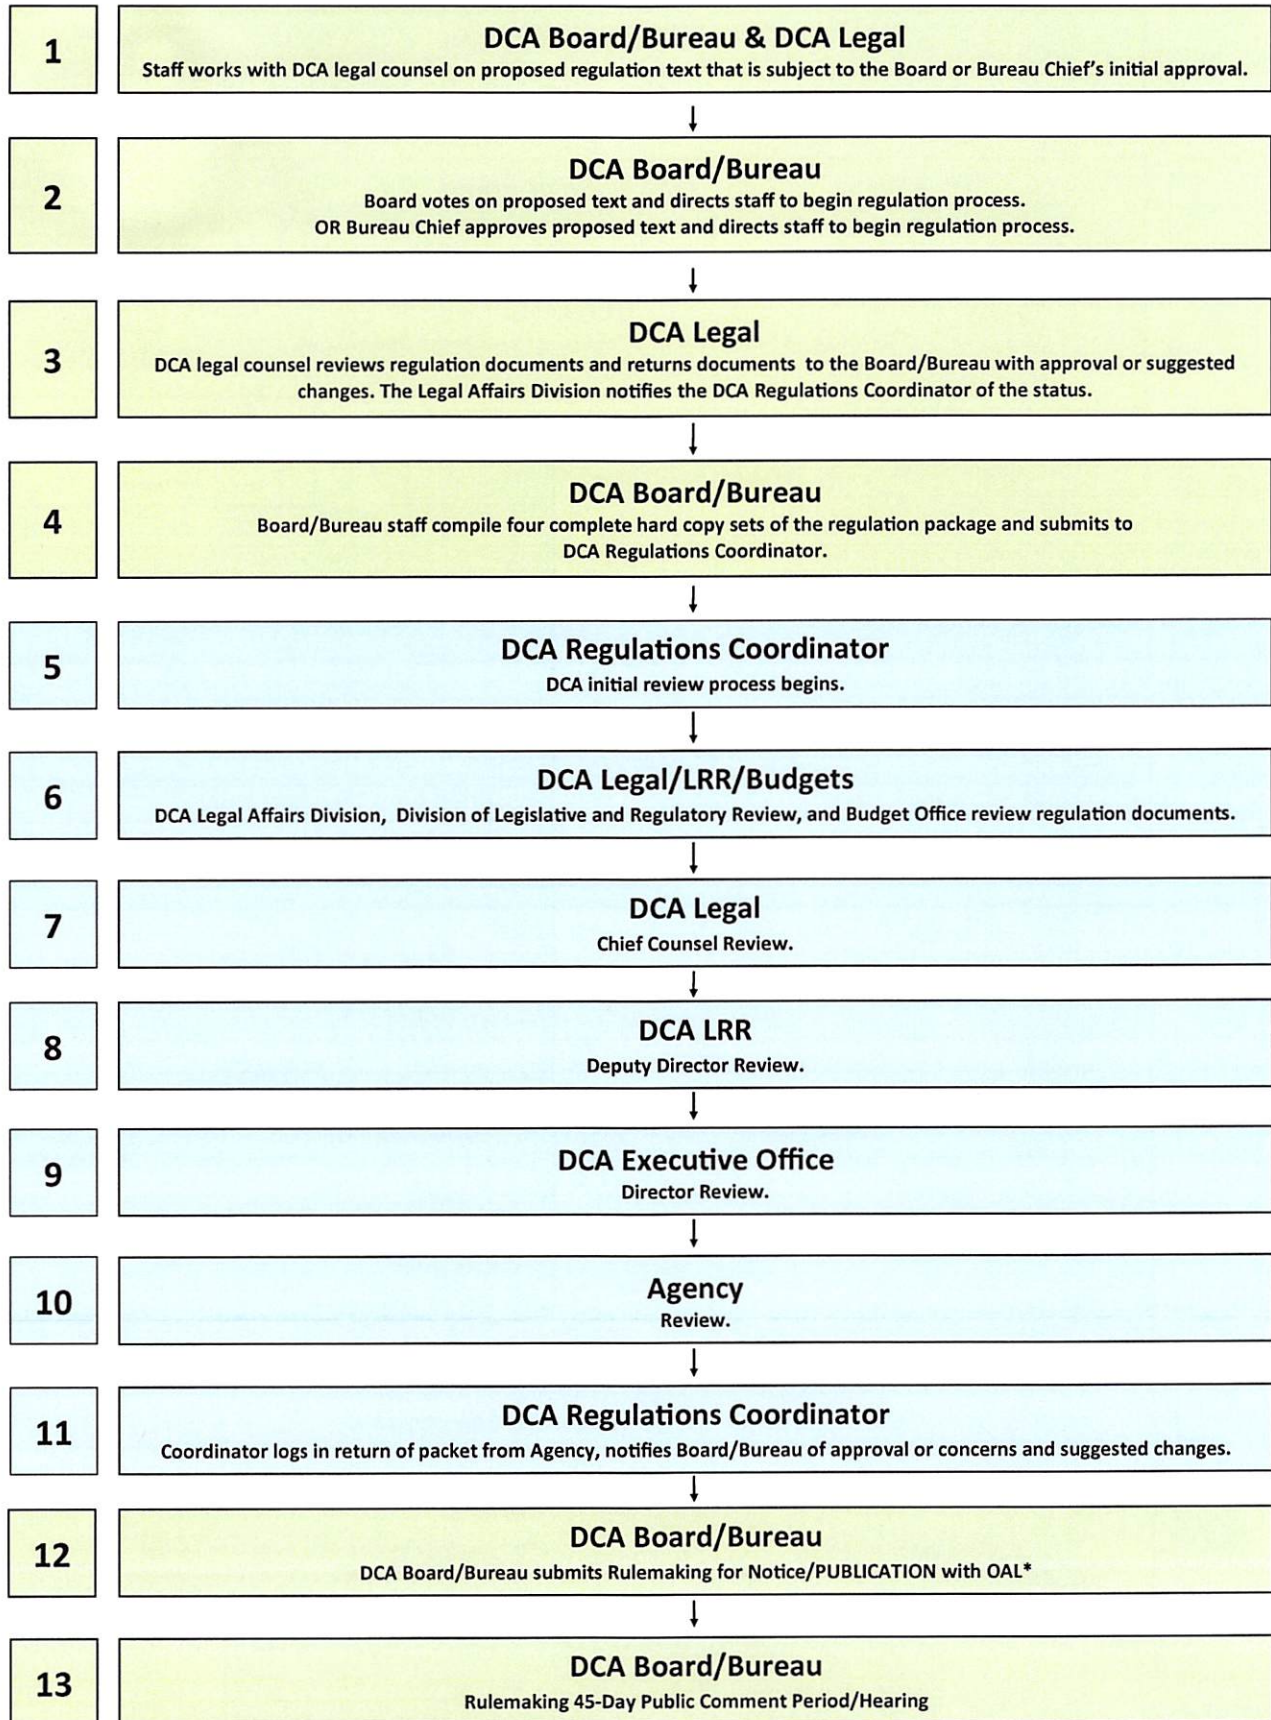 1
DCA Board/Bureau & DCA Legal
Staff works with DCA legal counsel on proposed regulation text that is subject to the Board or Bureau Chief's initial approval.
2
DCA Board/Bureau
Board votes on proposed text and directs staff to begin regulation process.
OR Bureau Chief approves proposed text and directs staff to begin regulation process.
3
DCA Legal
DCA legal counsel reviews regulation documents and returns documents to the Board/Bureau with approval or suggested
changes. The Legal Affairs Division notifies the DCA Regulations Coordinator of the status.
4
DCA Board/Bureau
Board/Bureau staff compile four complete hard copy sets of the regulation package and submits to
DCA Regulations Coordinator.
5
DCA Regulations Coordinator
DCA initial review process begins.
6
DCA Legal/LRR/Budgets
DCA Legal Affairs Division, Division of Legislative and Regulatory Review, and Budget Office review regulation documents.
7
DCA Legal
Chief Counsel Review.
8
DCA LRR
Deputy Director Review.
9
DCA Executive Office
Director Review.
10
Agency
Review.
11
DCA Regulations Coordinator
Coordinator logs in return of packet from Agency, notifies Board/Bureau of approval or concerns and suggested changes.
12
DCA Board/Bureau
DCA Board/Bureau submits Rulemaking for Notice/PUBLICATION with OAL*
13
DCA Board/Bureau
Rulemaking 45-Day Public Comment Period/Hearing